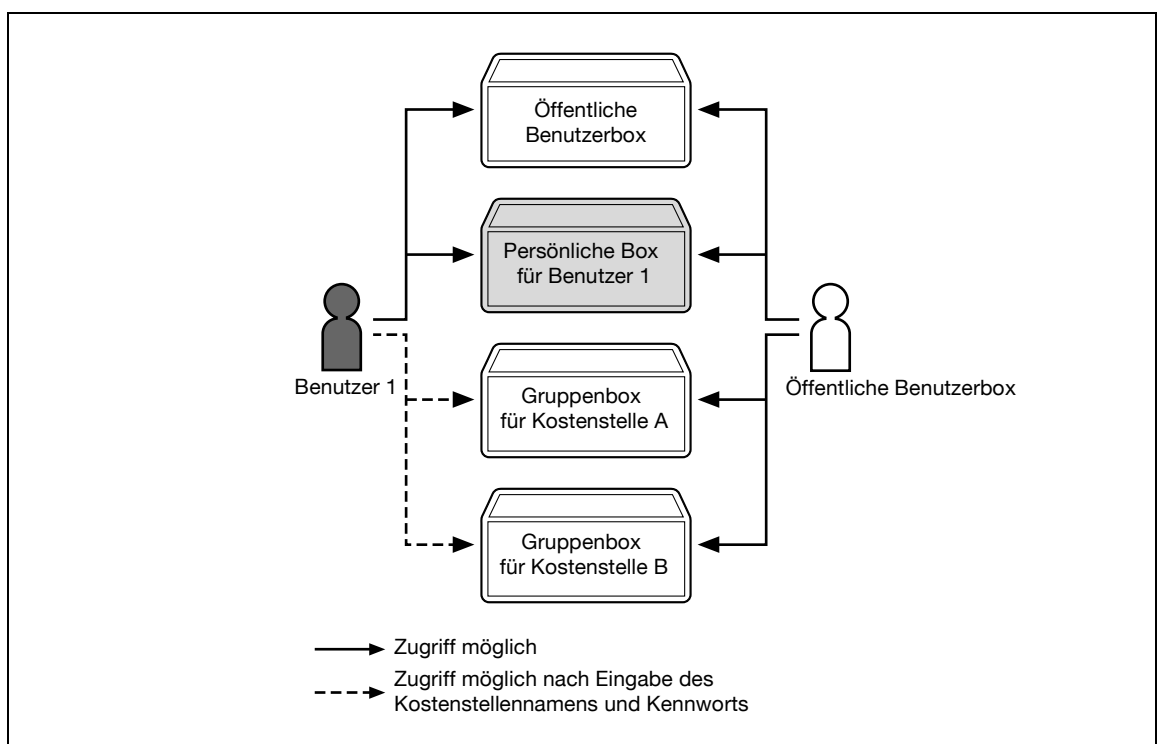 Öffentliche
Benutzerbox
Persönliche Box
für Benutzer 1
Benutzer 1
Gruppenbox
für Kostenstelle A
Öffentliche Benutzerbox
Gruppenbox
für Kostenstelle B
Zugriff möglich
Zugriff möglich nach Eingabe des
Kostenstellennamens und Kennworts